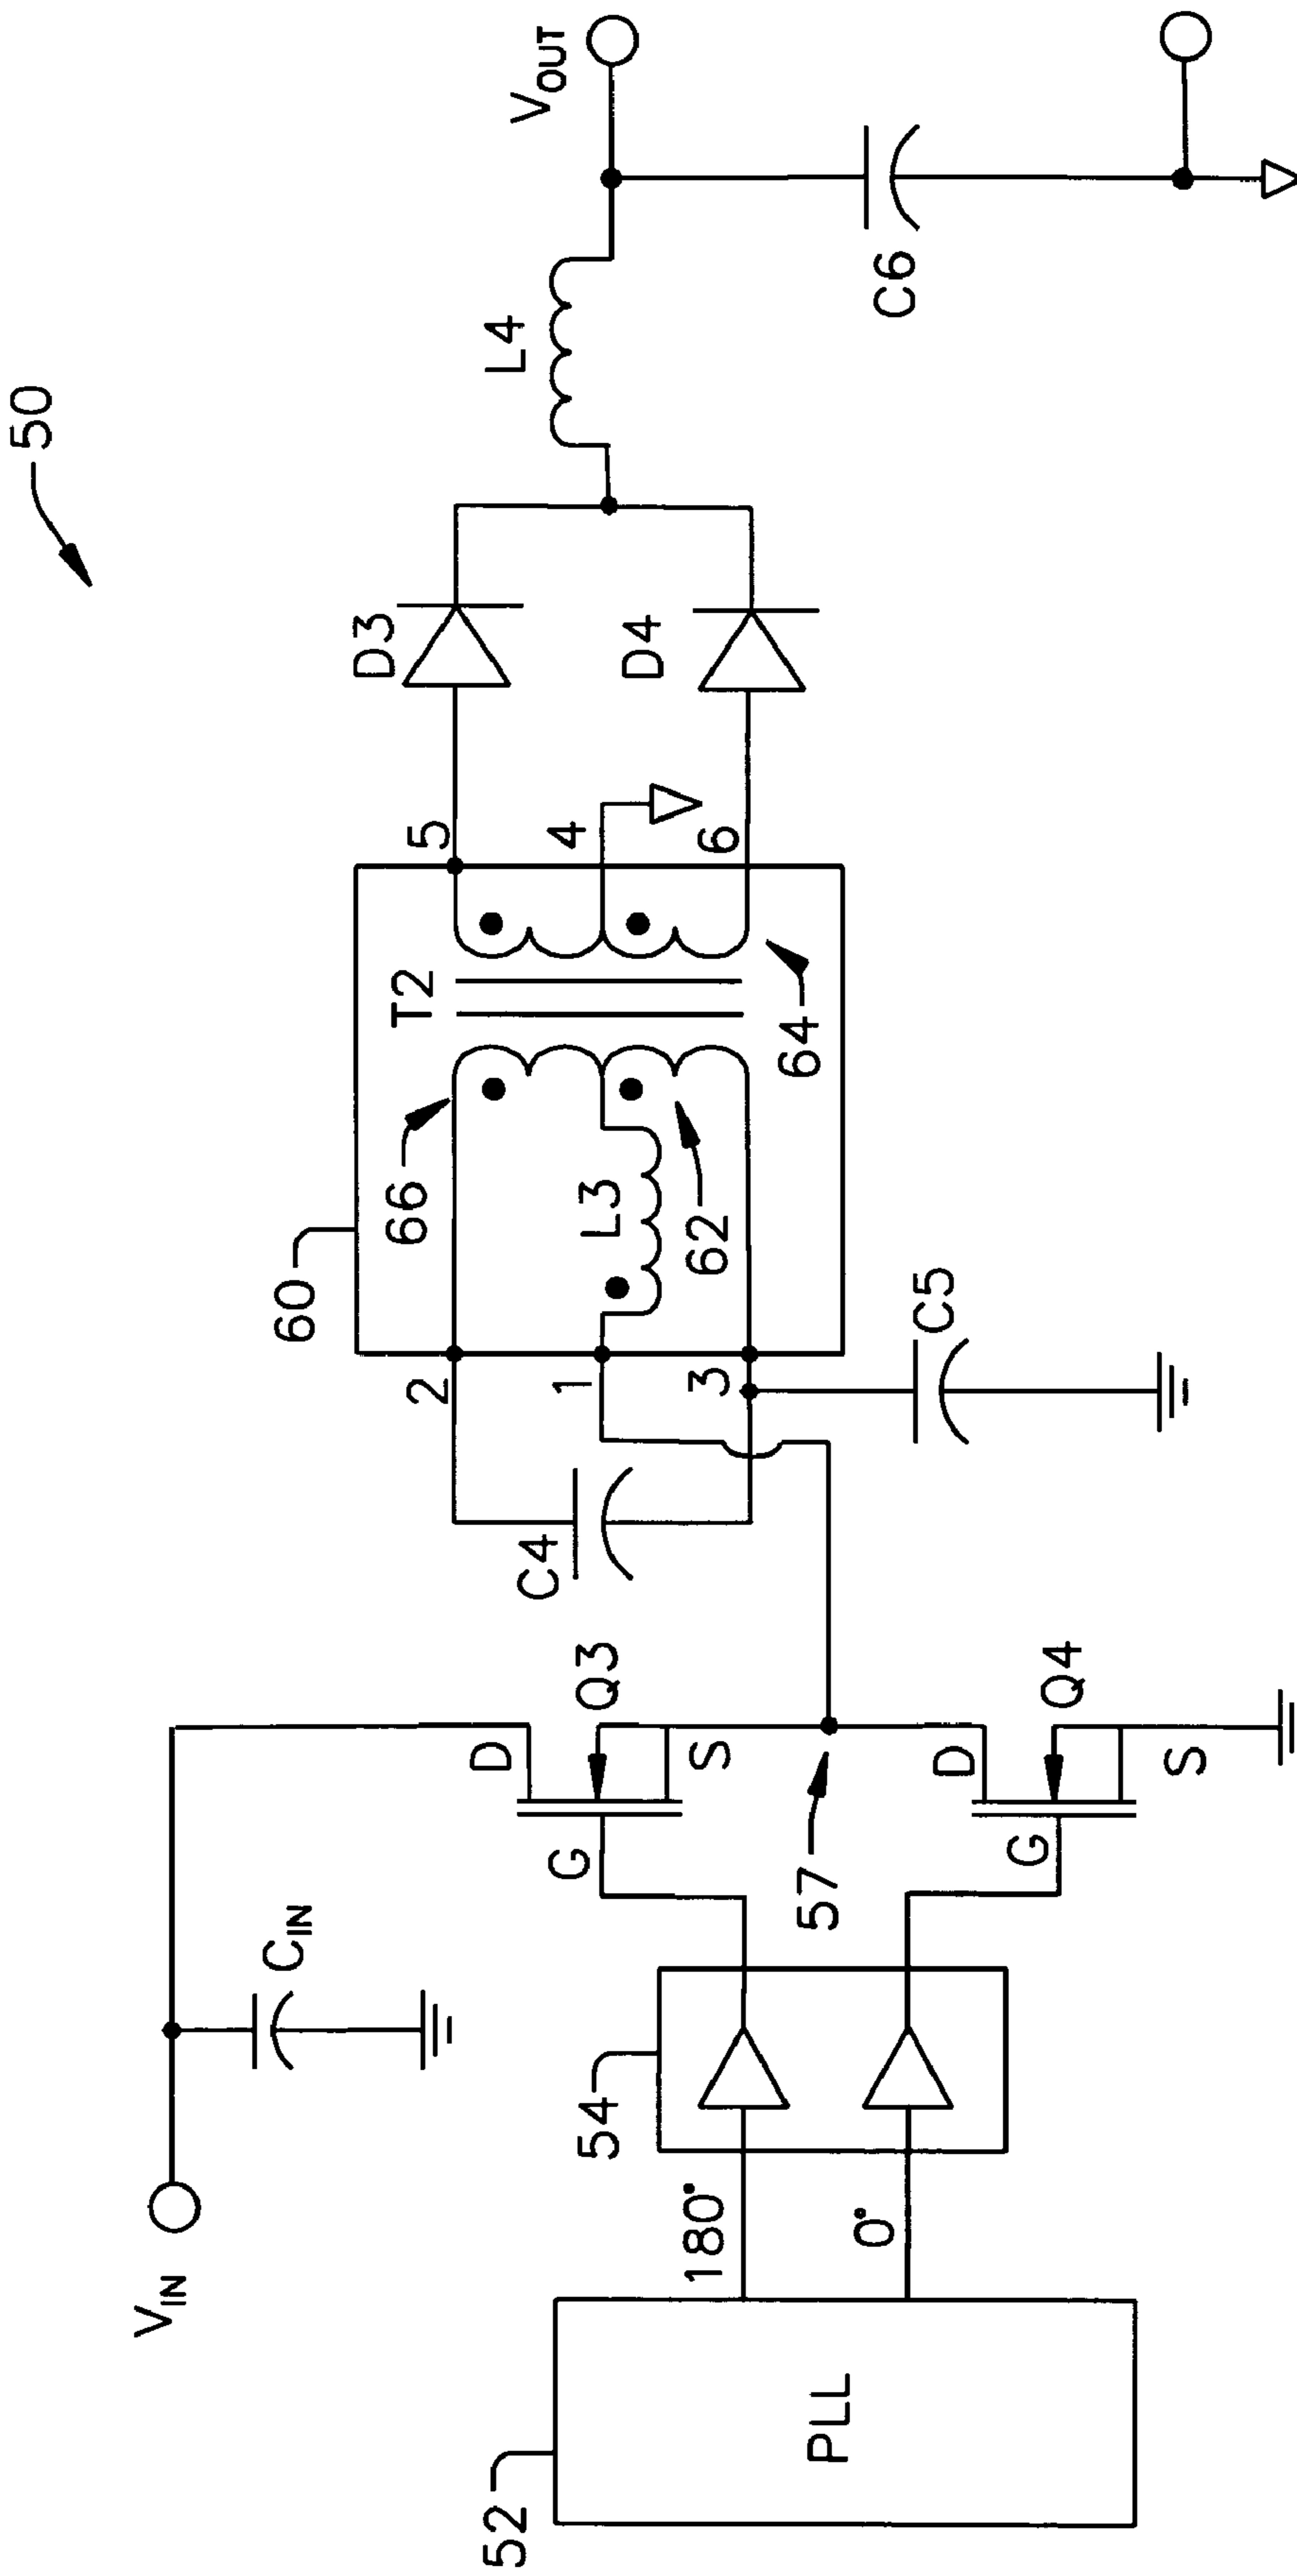 50
V_IN
C_IN
52
PLL
180°
0°
54
G
D
S
Q3
57
G
D
S
Q4
C4
C5
60
2
1
3
66
L3
62
T2
64
5
4
6
D3
D4
L4
C6
V_OUT